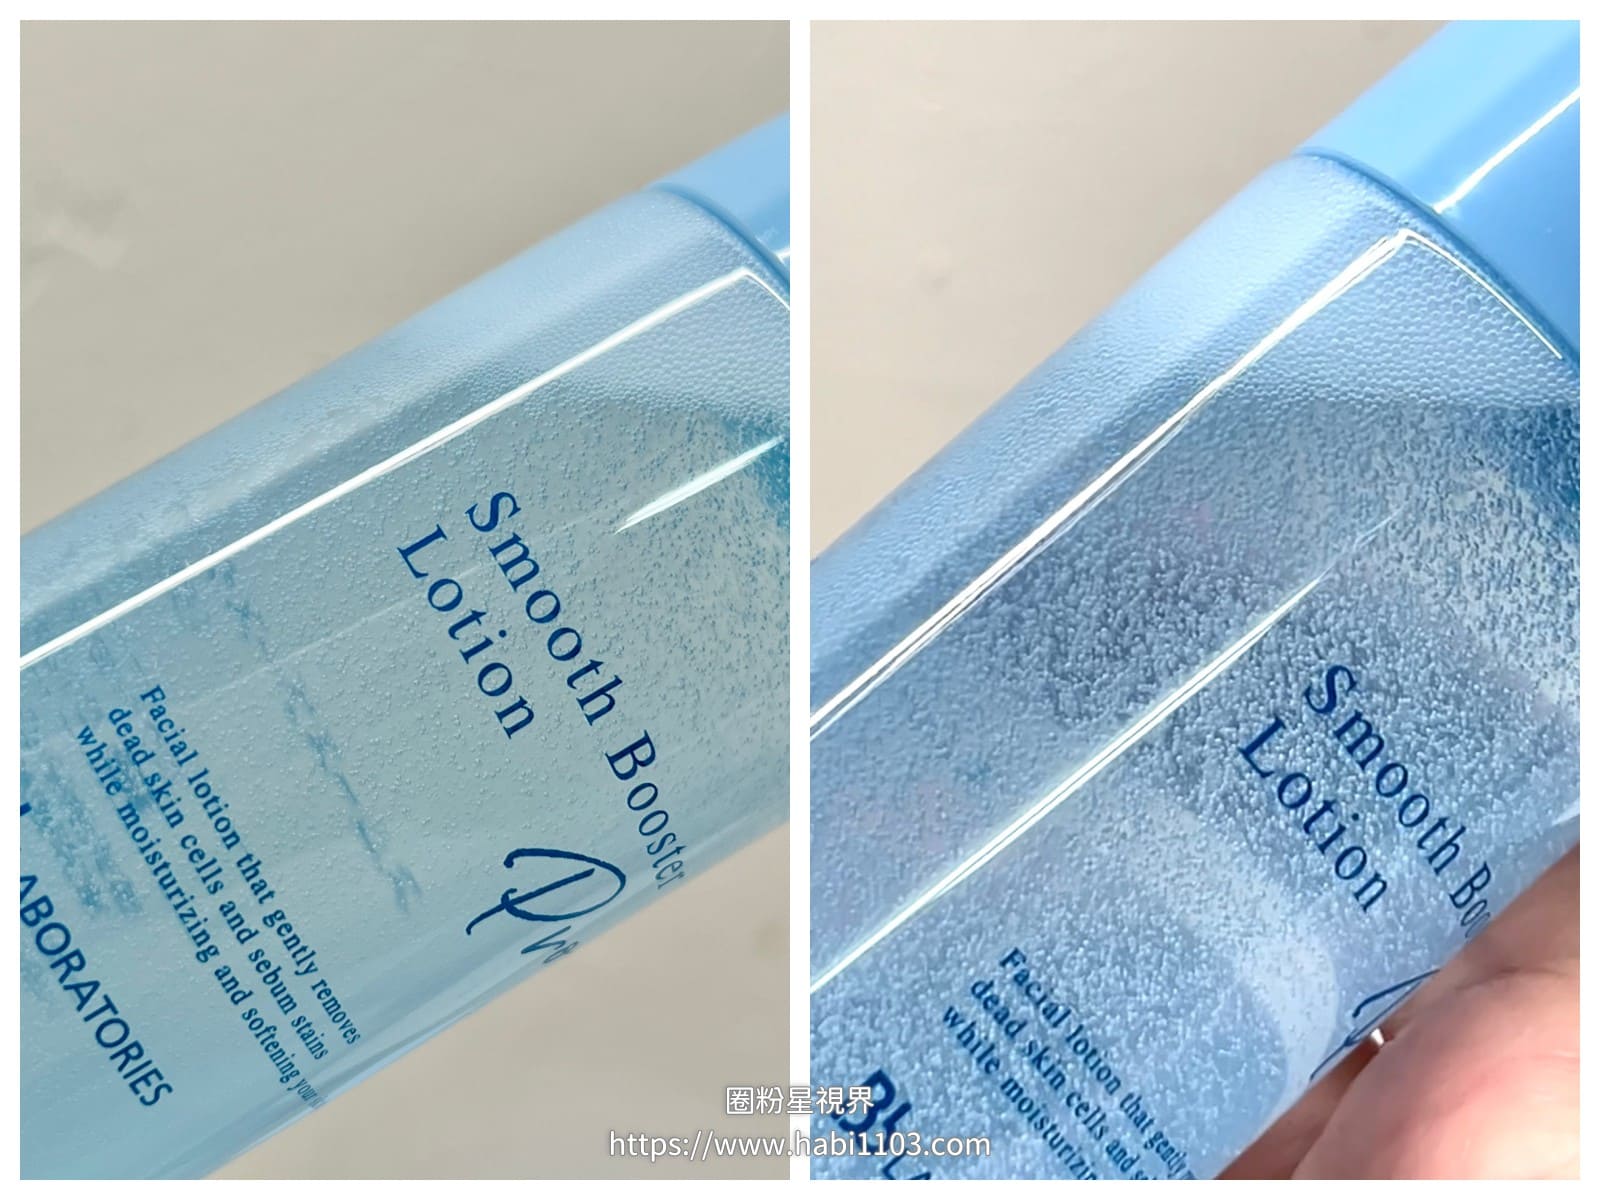 Smooth Booster
Lotion
Facial lotion that gently removes
dead skin cells and sebum stains
while moisturizing and softening your
LABORATORIES
Smooth
Lotion
Facial lotion that gently
dead skin cells and
while
圈粉星視界
https://www.habi1103.com